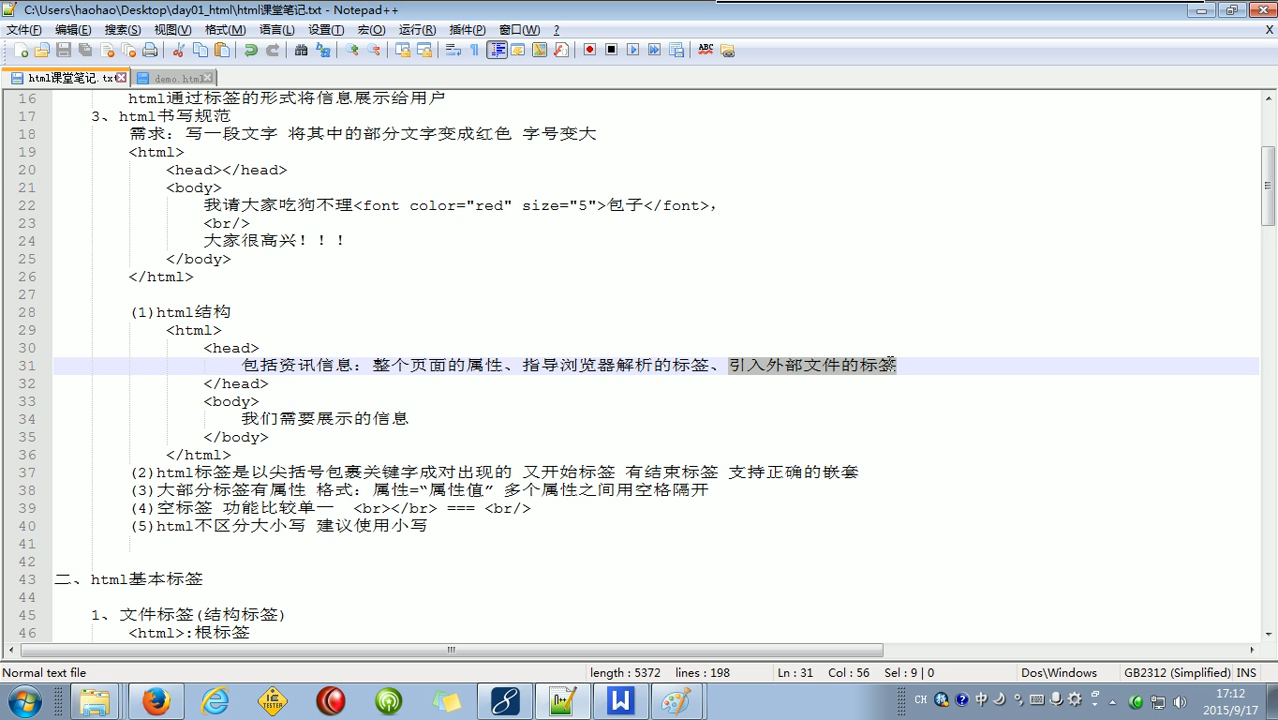 C:\Users\haohao\Desktop\day01_html\html课堂笔记.txt - Notepad++
文件(F) 编辑(E) 搜索(S) 视图(V) 格式(M) 语言(L) 设置(T) 宏(O) 运行(R) 插件(P) 窗口(W) ? X
html课堂笔记.txt demo.html
16 html通过标签的形式将信息展示给用户
17 3、html书写规范
18 需求：写一段文字 将其中的部分文字变成红色 字号变大
19 <html>
20 <head></head>
21 <body>
22 我请大家吃狗不理<font color="red" size="5">包子</font>，
23 <br/>
24 大家很高兴！！！
25 </body>
26 </html>
27
28 (1)html结构
29 <html>
30 <head>
31 包括资讯信息：整个页面的属性、指导浏览器解析的标签、引入外部文件的标签
32 </head>
33 <body>
34 我们需要展示的信息
35 </body>
36 </html>
37 (2)html标签是以尖括号包裹关键字成对出现的 又开始标签 有结束标签 支持正确的嵌套
38 (3)大部分标签有属性 格式：属性=“属性值” 多个属性之间用空格隔开
39 (4)空标签 功能比较单一 <br></br> === <br/>
40 (5)html不区分大小写 建议使用小写
41
42
43 二、html基本标签
44
45 1、文件标签(结构标签)
46 <html>:根标签
Normal text file length : 5372 lines : 198 Ln : 31 Col : 56 Sel : 9 | 0 Dos\Windows GB2312 (Simplified) INS
CH 中 17:12
2015/9/17